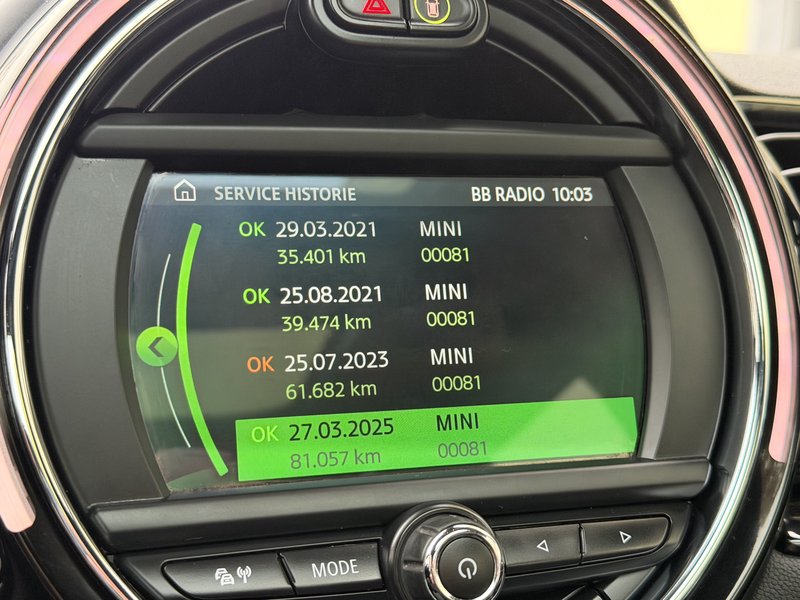 SERVICE HISTORIE BB RADIO 10:03
OK 29.03.2021 MINI
35.401 km 00081
OK 25.08.2021 MINI
39.474 km 00081
OK 25.07.2023 MINI
61.682 km 00081
OK 27.03.2025 MINI
81.057 km 00081
MODE